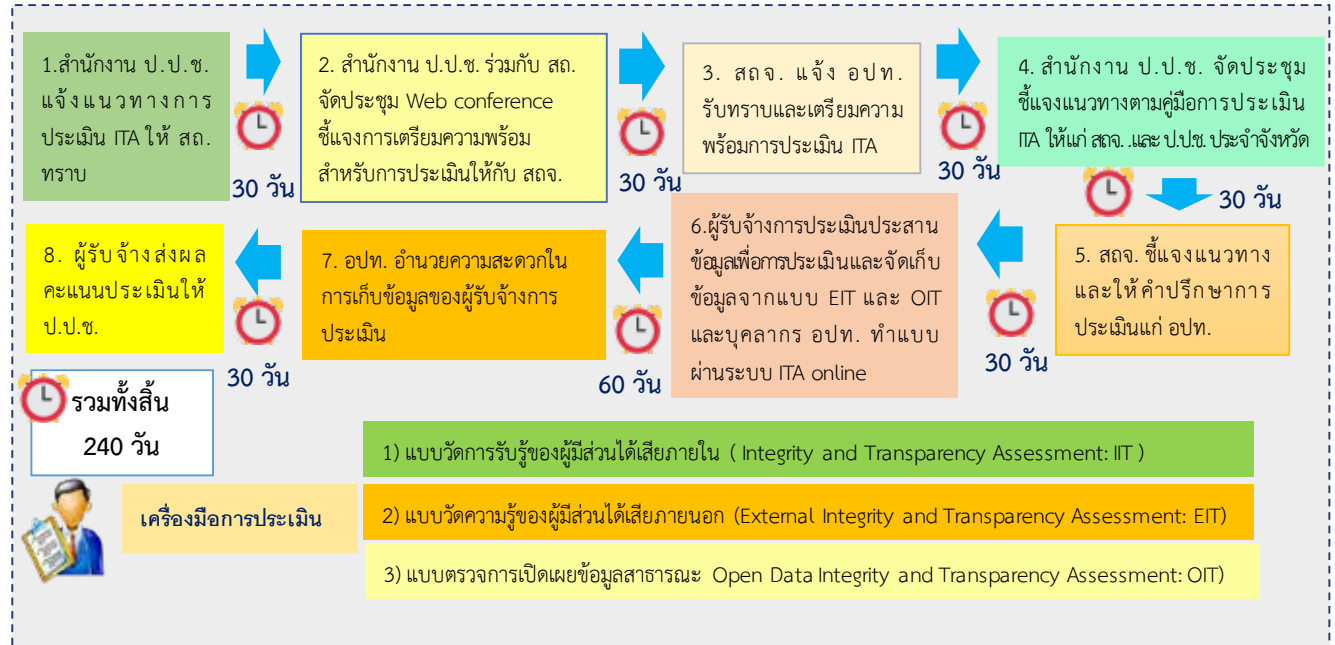 1.สำนักงาน ป.ป.ช.
แจ้งแนวทางการ
ประเมิน ITA ให้ สถ.
ทราบ
30 วัน
2. สำนักงาน ป.ป.ช. ร่วมกับ สถ.
จัดประชุม Web conference
ชี้แจงการเตรียมความพร้อม
สำหรับการประเมินให้กับ สถจ.
30 วัน
3. สถจ. แจ้ง อปท.
รับทราบและเตรียมความ
พร้อมการประเมิน ITA
30 วัน
4. สำนักงาน ป.ป.ช. จัดประชุม
ชี้แจงแนวทางตามคู่มือการประเมิน
ITA ให้แก่ สถจ. .และ ป.ป.ช. ประจำจังหวัด
30 วัน
5. สถจ. ชี้แจงแนวทาง
และให้คำปรึกษาการ
ประเมินแก่ อปท.
30 วัน
6.ผู้รับจ้างการประเมินประสาน
ข้อมูลเพื่อการประเมินและจัดเก็บ
ข้อมูลจากแบบ EIT และ OIT
และบุคลากร อปท. ทำแบบ
ผ่านระบบ ITA online
60 วัน
7. อปท. อำนวยความสะดวกใน
การเก็บข้อมูลของผู้รับจ้างการ
ประเมิน
30 วัน
8. ผู้รับจ้างส่งผล
คะแนนประเมินให้
ป.ป.ช.
รวมทั้งสิ้น
240 วัน
เครื่องมือการประเมิน
1) แบบวัดการรับรู้ของผู้มีส่วนได้เสียภายใน ( Integrity and Transparency Assessment: IIT )
2) แบบวัดความรู้ของผู้มีส่วนได้เสียภายนอก (External Integrity and Transparency Assessment: EIT)
3) แบบตรวจการเปิดเผยข้อมูลสาธารณะ Open Data Integrity and Transparency Assessment: OIT)